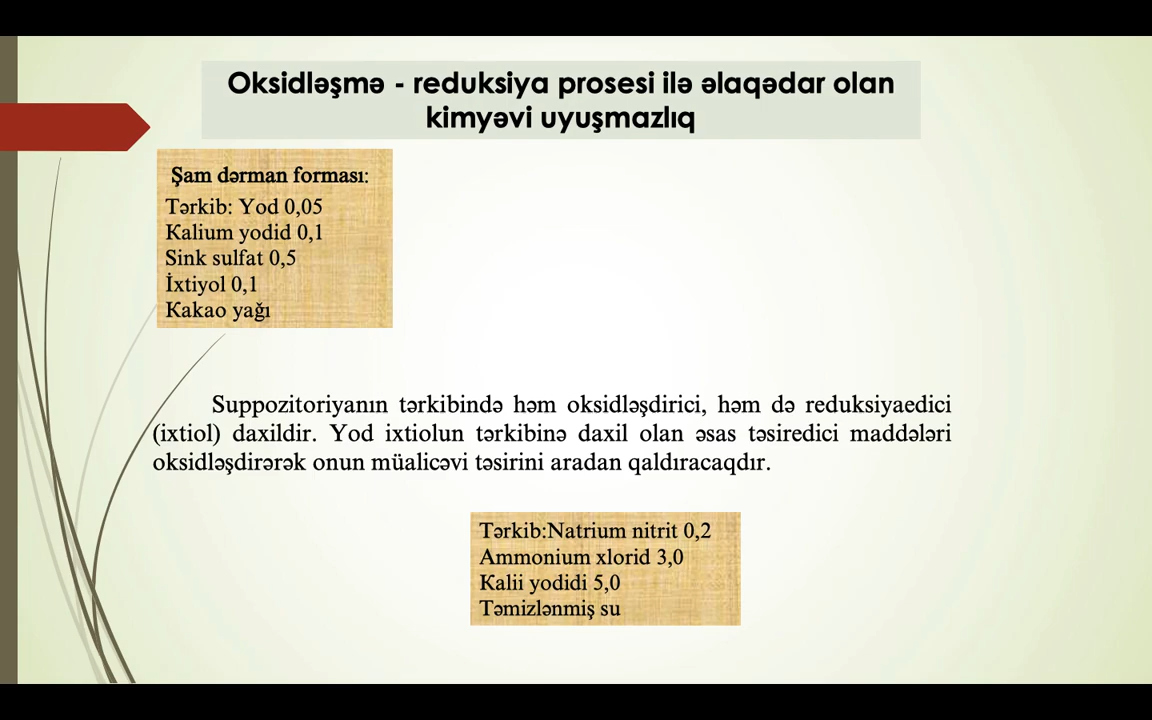 Oksidləşmə - reduksiya prosesi ilə əlaqədar olan
kimyəvi uyuşmazlıq
Şam dərman forması:
Tərkib: Yod 0,05
Kalium yodid 0,1
Sink sulfat 0,5
İxtiyol 0,1
Kakao yağı
Suppozitoriyanın tərkibində həm oksidləşdirici, həm də reduksiyaedici
(ixtiol) daxildir. Yod ixtiolun tərkibinə daxil olan əsas təsiredici maddələri
oksidləşdirərək onun müalicəvi təsirini aradan qaldıracaqdır.
Tərkib:Natrium nitrit 0,2
Ammonium xlorid 3,0
Kalii yodidi 5,0
Təmizlənmiş su